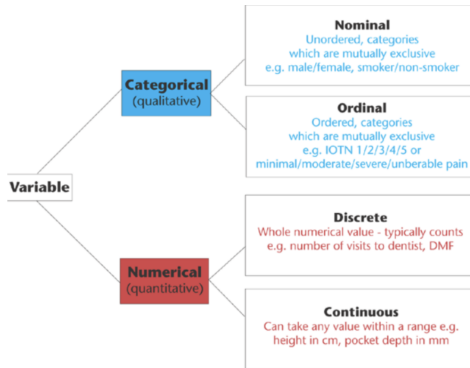 Nominal
Unordered, categories
which are mutually exclusive
e.g. male/female, smoker/non-smoker
Categorical
(qualitative)
Ordinal
Ordered, categories
which are mutually exclusive
e.g. IOTN 1/2/3/4/5 or
minimal/moderate/severe/unberable pain
Variable
Discrete
Whole numerical value - typically counts
e.g. number of visits to dentist, DMF
Numerical
(quantitative)
Continuous
Can take any value within a range e.g.
height in cm, pocket depth in mm